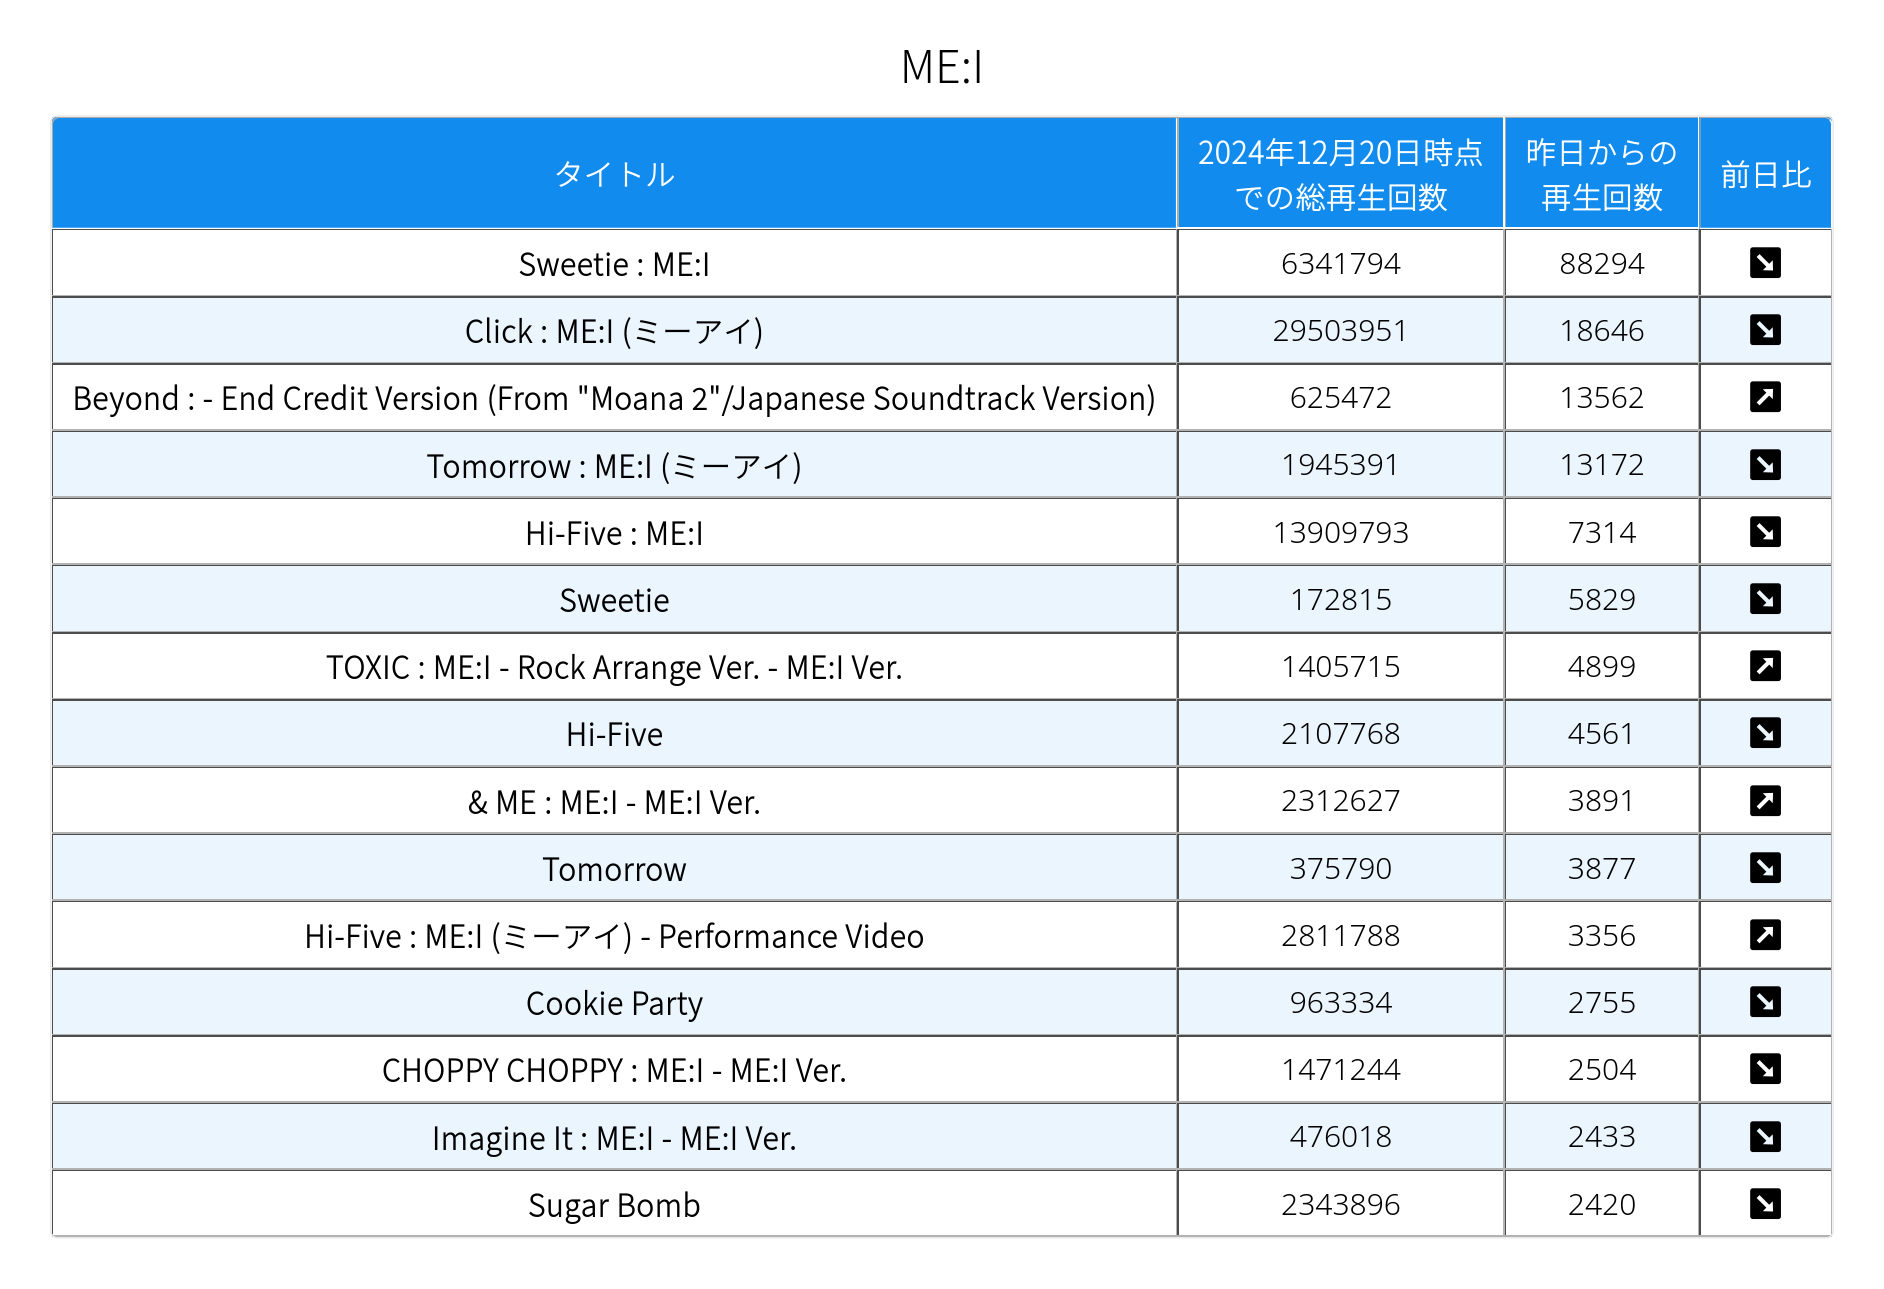 ME:I
タイトル
2024年12月20日時点
での総再生回数
昨日からの
再生回数
前日比
Sweetie : ME:I 6341794 88294 ↘
Click : ME:I (ミーアイ) 29503951 18646 ↘
Beyond : - End Credit Version (From "Moana 2"/Japanese Soundtrack Version) 625472 13562 ↗
Tomorrow : ME:I (ミーアイ) 1945391 13172 ↘
Hi-Five : ME:I 13909793 7314 ↘
Sweetie 172815 5829 ↘
TOXIC : ME:I - Rock Arrange Ver. - ME:I Ver. 1405715 4899 ↗
Hi-Five 2107768 4561 ↘
& ME : ME:I - ME:I Ver. 2312627 3891 ↗
Tomorrow 375790 3877 ↘
Hi-Five : ME:I (ミーアイ) - Performance Video 2811788 3356 ↗
Cookie Party 963334 2755 ↘
CHOPPY CHOPPY : ME:I - ME:I Ver. 1471244 2504 ↘
Imagine It : ME:I - ME:I Ver. 476018 2433 ↘
Sugar Bomb 2343896 2420 ↘